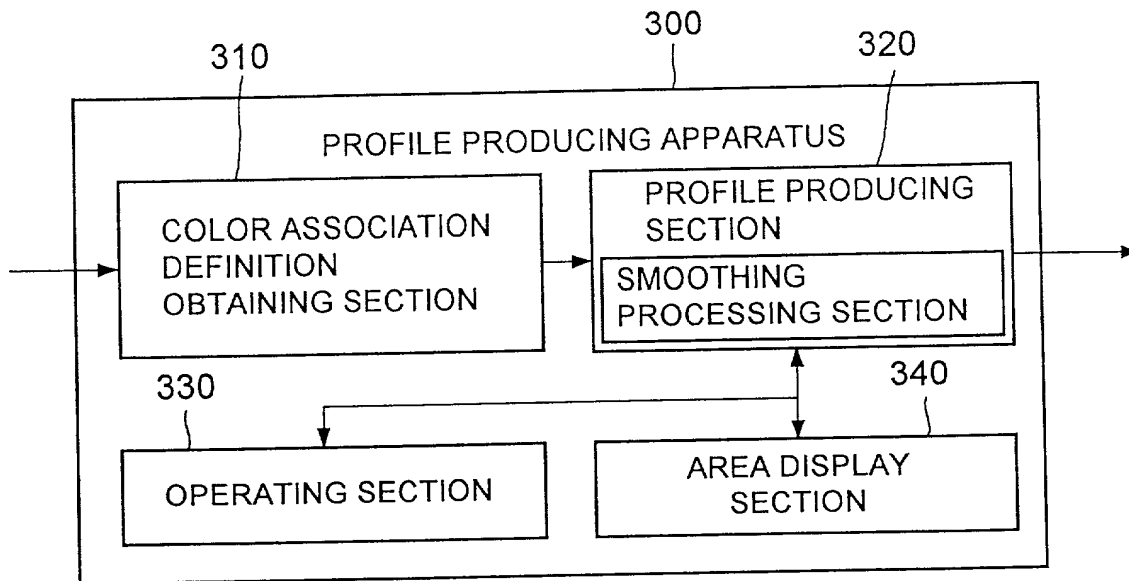 300
310
320
PROFILE PRODUCING APPARATUS
COLOR ASSOCIATION
DEFINITION
OBTAINING SECTION
PROFILE PRODUCING
SECTION
SMOOTHING
PROCESSING SECTION
330
340
OPERATING SECTION
AREA DISPLAY
SECTION